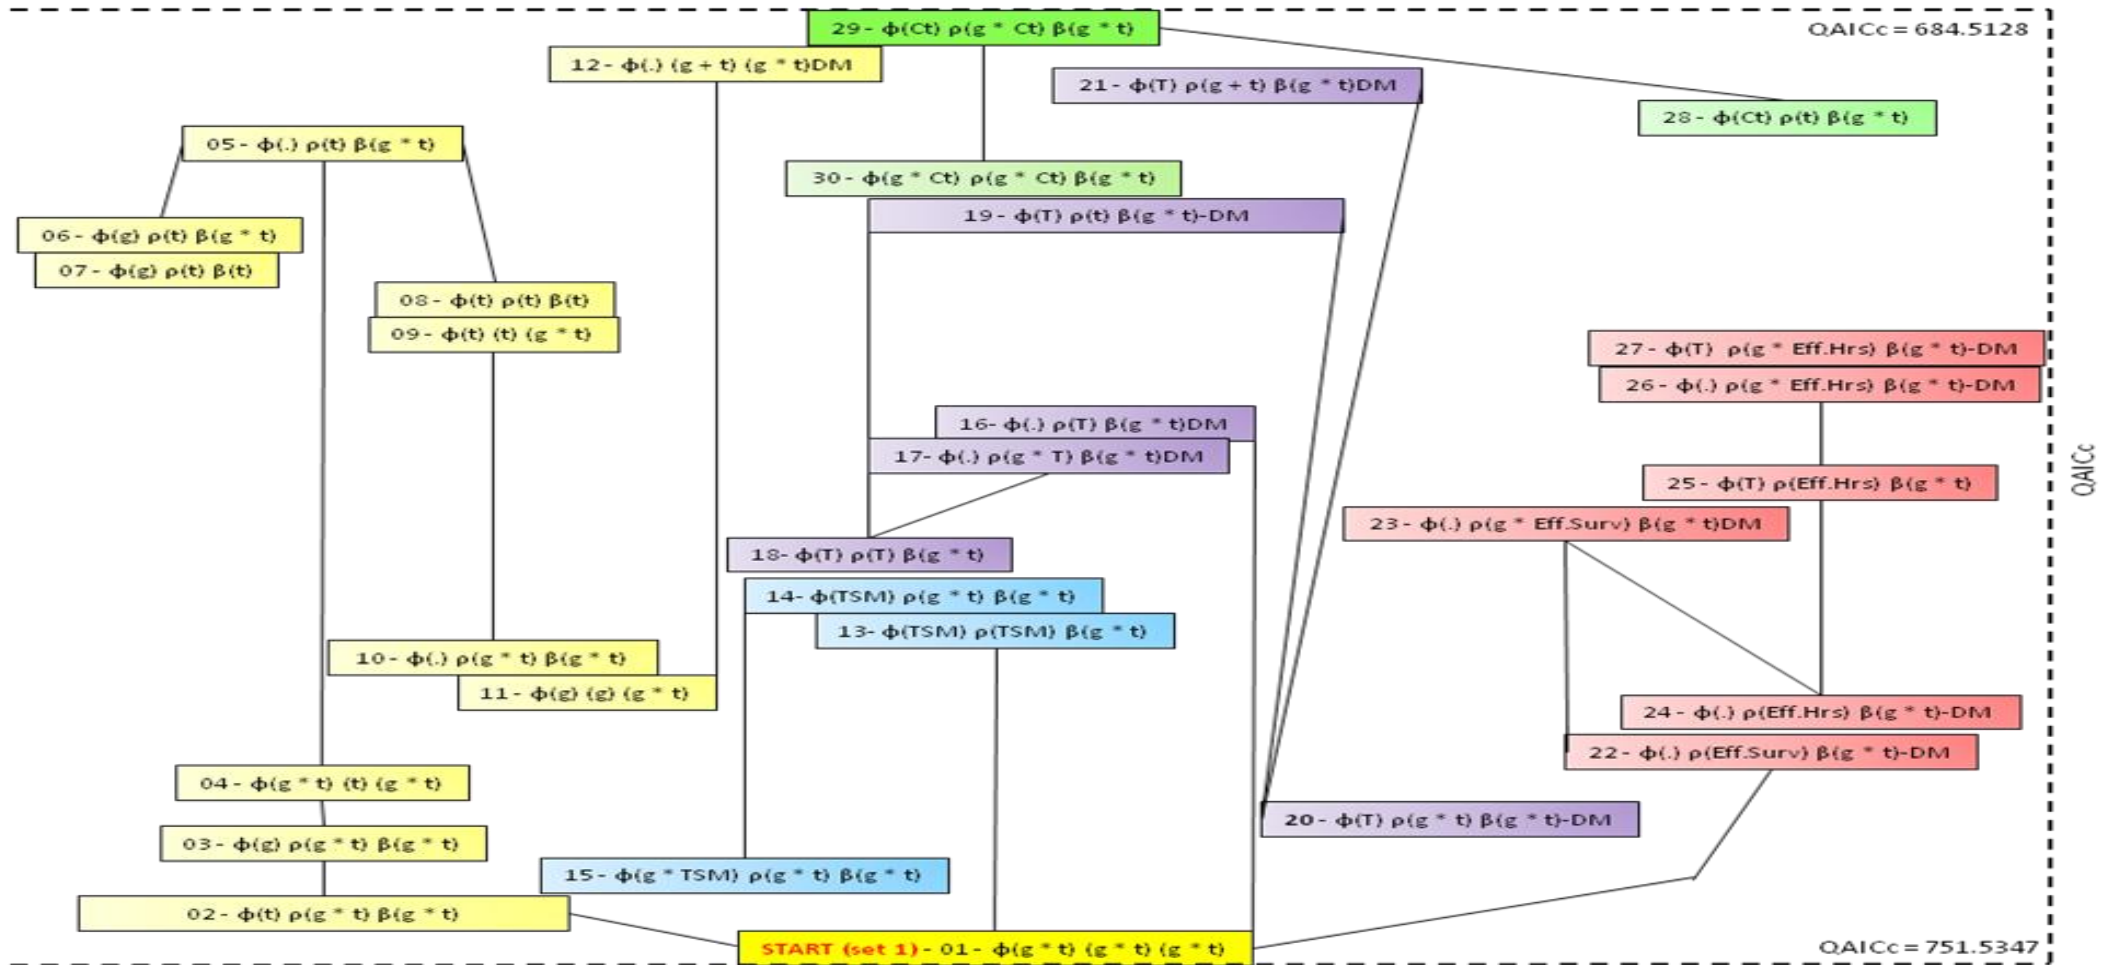 29- ϕ(Ct) ρ(g * Ct) β(g * t)
QAICc = 684.5128
12- ϕ(.) (g + t) (g * t)DM
21- ϕ(T) ρ(g + t) β(g * t)DM
28 - ϕ(Ct) ρ(t) β(g * t)
05- ϕ(.) ρ(t) β(g * t)
30- ϕ(g * Ct) ρ(g * Ct) β(g * t)
19- ϕ(T) ρ(t) β(g * t)-DM
06- ϕ(g) ρ(t) β(g * t)
07- ϕ(g) ρ(t) β(t)
08- ϕ(t) ρ(t) β(t)
09- ϕ(t) (t) (g * t)
27- ϕ(T) ρ(g * Eff.Hrs) β(g * t)-DM
26- ϕ(.) ρ(g * Eff.Hrs) β(g * t)-DM
16- ϕ(.) ρ(T) β(g * t)DM
17- ϕ(.) ρ(g * T) β(g * t)DM
QAICc
25- ϕ(T) ρ(Eff.Hrs) β(g * t)
23- ϕ(.) ρ(g * Eff.Surv) β(g * t)DM
18- ϕ(T) ρ(T) β(g * t)
14- ϕ(TSM) ρ(g * t) β(g * t)
13- ϕ(TSM) ρ(TSM) β(g * t)
10- ϕ(.) ρ(g * t) β(g * t)
11- ϕ(g) (g) (g * t)
24- ϕ(.) ρ(Eff.Hrs) β(g * t)-DM
22- ϕ(.) ρ(Eff.Surv) β(g * t)-DM
04- ϕ(g * t) (t) (g * t)
20- ϕ(T) ρ(g * t) β(g * t)-DM
03- ϕ(g) ρ(g * t) β(g * t)
15- ϕ(g * TSM) ρ(g * t) β(g * t)
02- ϕ(t) ρ(g * t) β(g * t)
START (set 1)- 01- ϕ(g * t) (g * t) (g * t)
QAICc = 751.5347